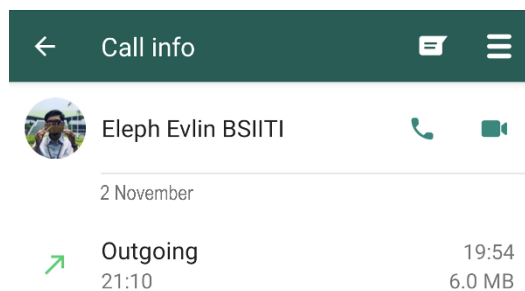 Call info
Eleph Evlin BSIITI
2 November
Outgoing 19:54
21:10 6.0 MB